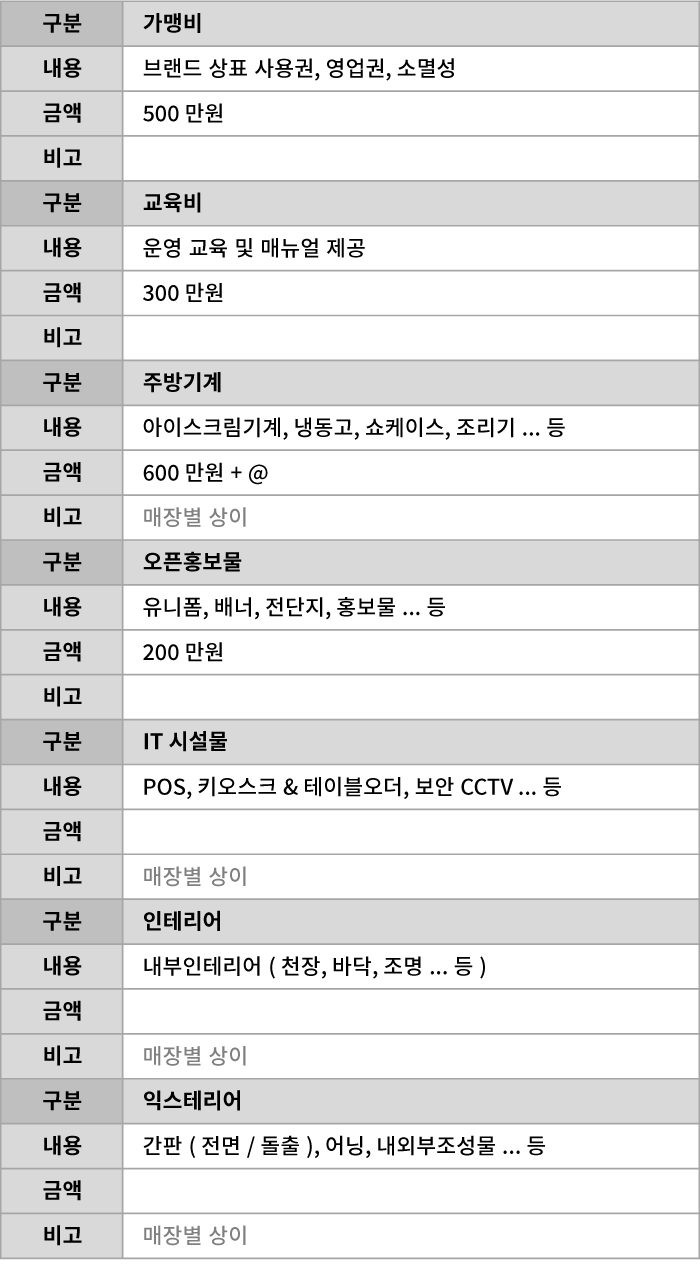 구분 가맹비
내용 브랜드 상표 사용권, 영업권, 소멸성
금액 500 만원
비고
구분 교육비
내용 운영 교육 및 매뉴얼 제공
금액 300 만원
비고
구분 주방기계
내용 아이스크림기계, 냉동고, 쇼케이스, 조리기 ... 등
금액 600 만원 + @
비고 매장별 상이
구분 오픈홍보물
내용 유니폼, 배너, 전단지, 홍보물 ... 등
금액 200 만원
비고
구분 IT 시설물
내용 POS, 키오스크 & 테이블오더, 보안 CCTV ... 등
금액
비고 매장별 상이
구분 인테리어
내용 내부인테리어 ( 천장, 바닥, 조명 ... 등 )
금액
비고 매장별 상이
구분 익스테리어
내용 간판 ( 전면 / 돌출 ), 어닝, 내외부조성물 ... 등
금액
비고 매장별 상이